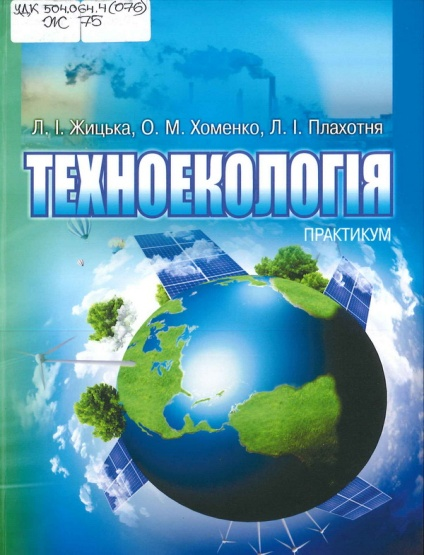 УДК 504.064.4(076)
Ж 75
Л. І. Жицька, О. М. Хоменко, Л. І. Плахотня
ТЕХНОЕКОЛОГІЯ
ПРАКТИКУМ